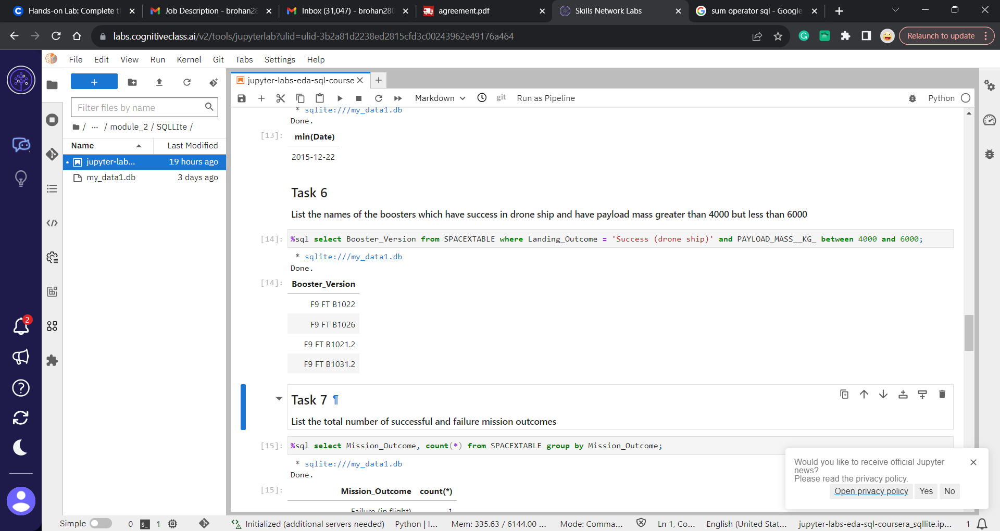 Hands-on Lab: Complete t
Job Description - brohan28
Inbox (31,047) - brohan280
agreement.pdf
Skills Network Labs
sum operator sql - Google
labs.cognitiveclass.ai/v2/tools/jupyterlab?ulid=ulid-3b2a81d2238ed2815cfd3c00243962e49176a464
Relaunch to update
File Edit View Run Kernel Git Tabs Settings Help
jupyter-labs-eda-sql-course
Filter files by name
Markdown
git
Run as Pipeline
Python
/ ... / module_2 / SQLLIte /
Name
Last Modified
jupyter-lab...
19 hours ago
my_data1.db
3 days ago
* sqlite:///my_data1.db
Done.
[13]:
min(Date)
2015-12-22
Task 6
List the names of the boosters which have success in drone ship and have payload mass greater than 4000 but less than 6000
[14]: %sql select Booster_Version from SPACEXTABLE where Landing_Outcome = 'Success (drone ship)' and PAYLOAD_MASS__KG_ between 4000 and 6000;
* sqlite:///my_data1.db
Done.
[14]:
Booster_Version
F9 FT B1022
F9 FT B1026
F9 FT B1021.2
F9 FT B1031.2
Task 7 ¶
List the total number of successful and failure mission outcomes
[15]: %sql select Mission_Outcome, count(*) from SPACEXTABLE group by Mission_Outcome;
* sqlite:///my_data1.db
Done.
[15]:
Mission_Outcome count(*)
Failure (in flight) 1
2
Would you like to receive official Jupyter
news?
Please read the privacy policy.
Open privacy policy
Yes
No
Simple
0
1
Initialized (additional servers needed)
Python | I...
Mem: 335.63 / 6144.00 ...
Mode: Comma...
Ln 1, Co...
English (United Stat...
jupyter-labs-eda-sql-coursera_sqllite.ip...
1